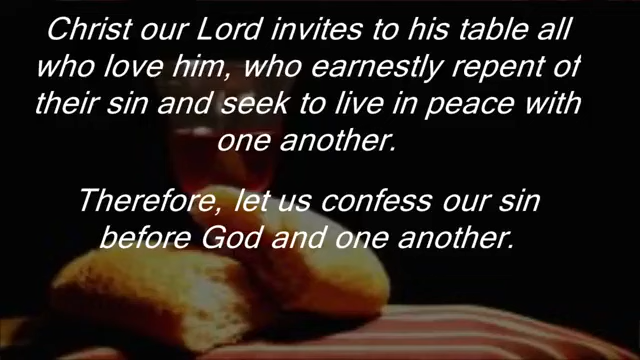 Christ our Lord invites to his table all
who love him, who earnestly repent of
their sin and seek to live in peace with
one another.
Therefore, let us confess our sin
before God and one another.